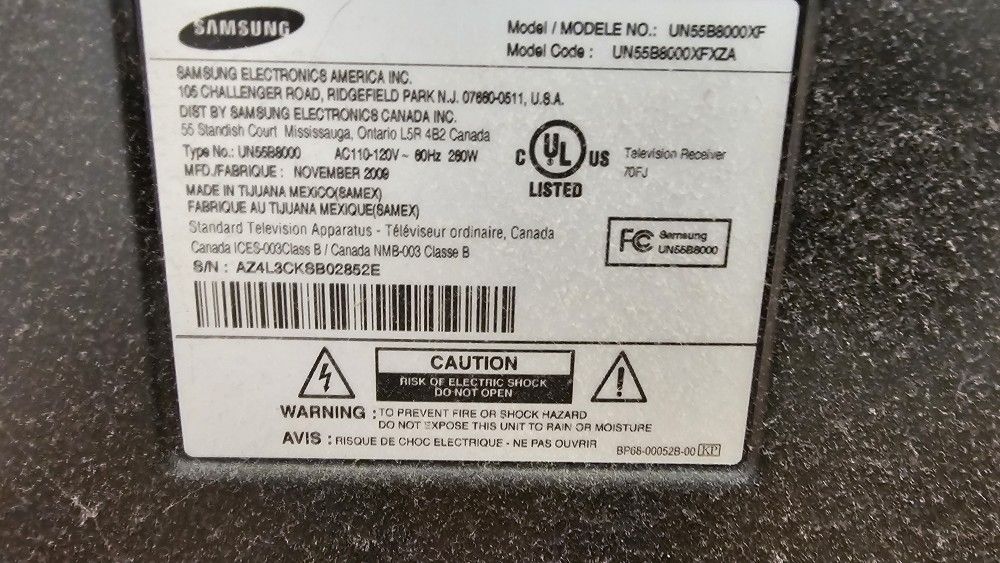 SAMSUNG
Model / MODELE NO.: UN55B8000XF
Model Code : UN55B8000XFXZA
SAMSUNG ELECTRONICS AMERICA INC.
105 CHALLENGER ROAD, RIDGEFIELD PARK N.J. 07660-0511, U.S.A.
DIST BY SAMSUNG ELECTRONICS CANADA INC.
55 Standish Court Mississauga, Ontario L5R 4B2 Canada
Type No.: UN55B8000 AC110-120V~ 60Hz 260W
MFD./FABRIQUE : NOVEMBER 2009
MADE IN TIJUANA MEXICO(SAMEX)
FABRIQUE AU TIJUANA MEXIQUE(SAMEX)
Standard Television Apparatus - Téléviseur ordinaire, Canada
Canada ICES-003Class B / Canada NMB-003 Classe B
S/N : AZ4L3CKSB02852E
C UL US
LISTED
Television Receiver
70FJ
FC Samsung
UN55B8000
CAUTION
RISK OF ELECTRIC SHOCK
DO NOT OPEN
WARNING : TO PREVENT FIRE OR SHOCK HAZARD
DO NOT EXPOSE THIS UNIT TO RAIN OR MOISTURE
AVIS : RISQUE DE CHOC ELECTRIQUE - NE PAS OUVRIR
BP68-00052B-00 KP